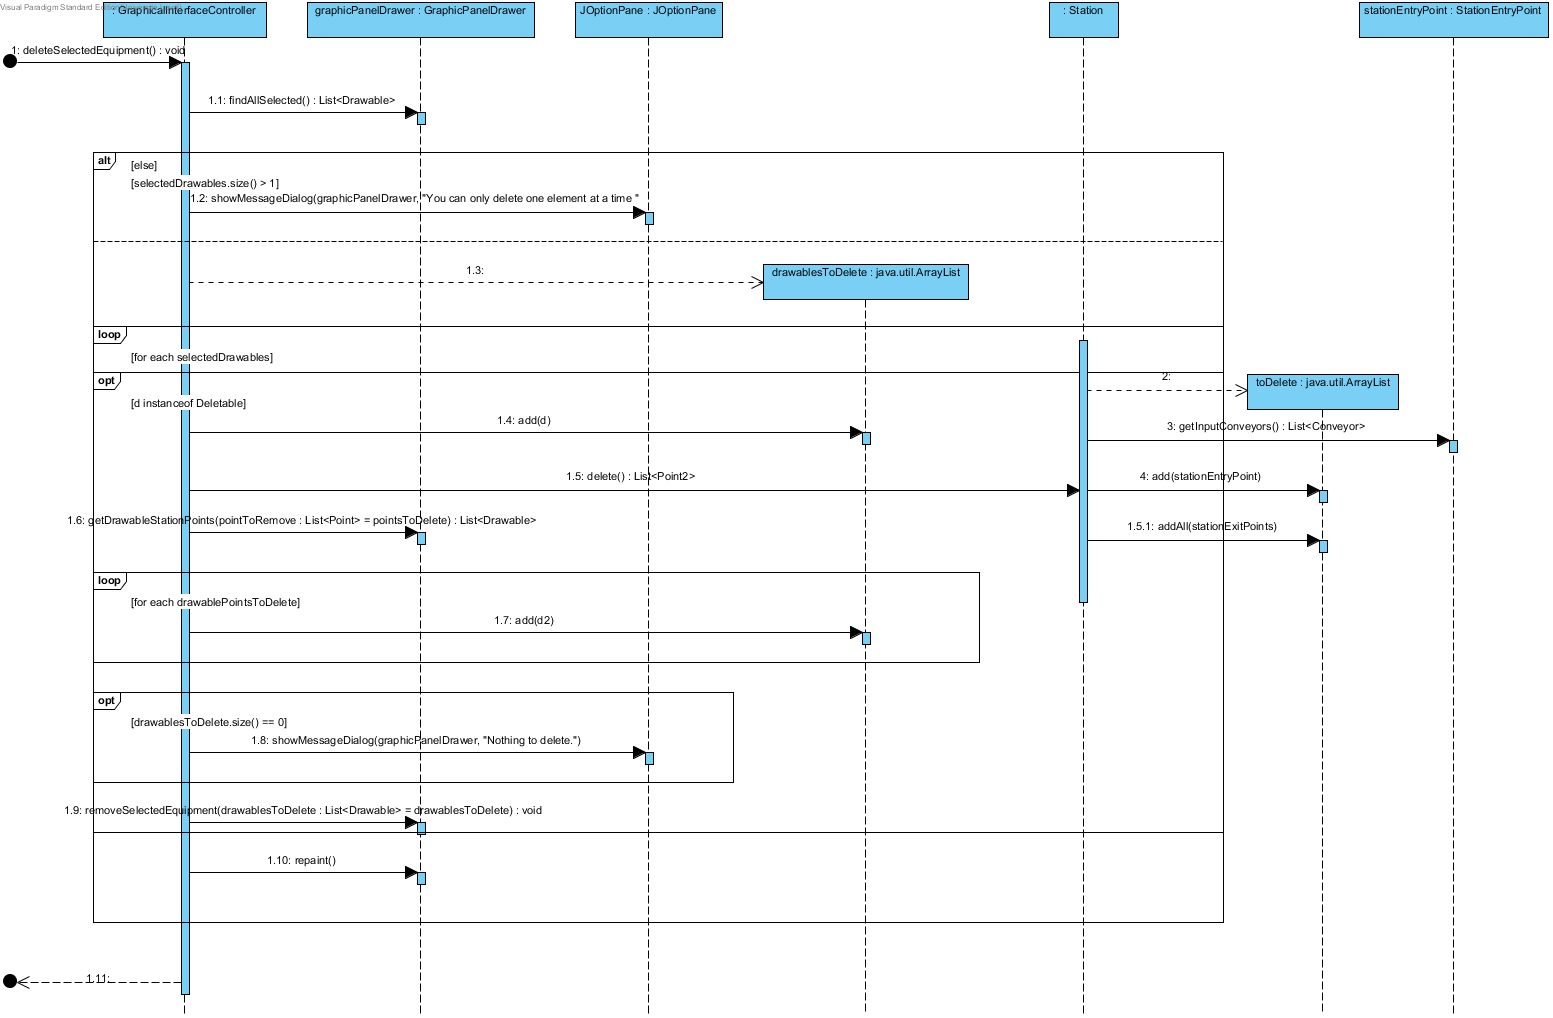 Visual Paradigm Standard Edition
: GraphicalInterfaceController
graphicPanelDrawer : GraphicPanelDrawer
JOptionPane : JOptionPane
: Station
stationEntryPoint : StationEntryPoint
1: deleteSelectedEquipment() : void
1.1: findAllSelected() : List<Drawable>
alt
[else]
[selectedDrawables.size() > 1]
1.2: showMessageDialog(graphicPanelDrawer, "You can only delete one element at a time "
1.3:
drawablesToDelete : java.util.ArrayList
loop
[for each selectedDrawables]
opt
2:
toDelete : java.util.ArrayList
[d instanceof Deletable]
1.4: add(d)
3: getInputConveyors() : List<Conveyor>
1.5: delete() : List<Point2>
4: add(stationEntryPoint)
1.6: getDrawableStationPoints(pointToRemove : List<Point> = pointsToDelete) : List<Drawable>
1.5.1: addAll(stationExitPoints)
loop
[for each drawablePointsToDelete]
1.7: add(d2)
opt
[drawablesToDelete.size() == 0]
1.8: showMessageDialog(graphicPanelDrawer, "Nothing to delete.")
1.9: removeSelectedEquipment(drawablesToDelete : List<Drawable> = drawablesToDelete) : void
1.10: repaint()
1.11: